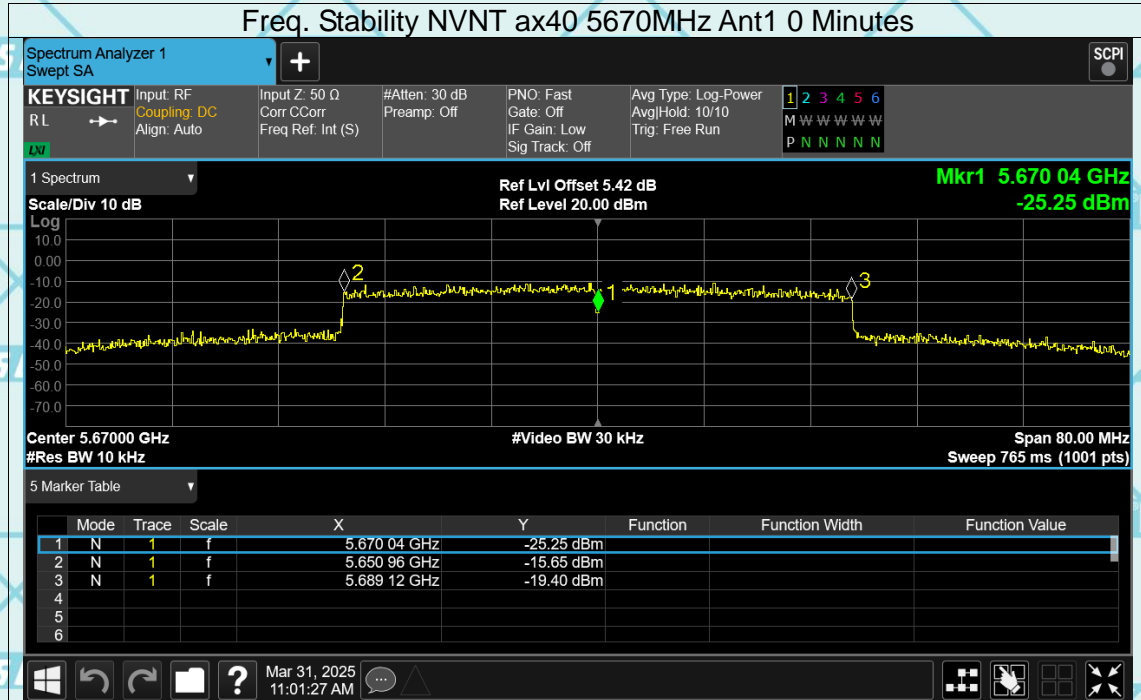 Freq. Stability NVNT ax40 5670MHz Ant1 0 Minutes
Spectrum Analyzer 1
Swept SA
SCPI
KEYSIGHT
RL
LXI
Input: RF
Coupling: DC
Align: Auto
Input Z: 50 Ω
Corr CCorr
Freq Ref: Int (S)
#Atten: 30 dB
Preamp: Off
PNO: Fast
Gate: Off
IF Gain: Low
Sig Track: Off
Avg Type: Log-Power
Avg|Hold: 10/10
Trig: Free Run
1 2 3 4 5 6
M W W W W W W
P N N N N N N
1 Spectrum
Scale/Div 10 dB
Ref Lvl Offset 5.42 dB
Ref Level 20.00 dBm
Mkr1 5.670 04 GHz
-25.25 dBm
Log
10.0
0.00
-10.0
-20.0
-30.0
-40.0
-50.0
-60.0
-70.0
2
1
3
Center 5.67000 GHz
#Video BW 30 kHz
Span 80.00 MHz
#Res BW 10 kHz
Sweep 765 ms (1001 pts)
5 Marker Table
Mode Trace Scale X Y Function Function Width Function Value
1 N 1 f 5.670 04 GHz -25.25 dBm
2 N 1 f 5.650 96 GHz -15.65 dBm
3 N 1 f 5.689 12 GHz -19.40 dBm
4
5
6
?
Mar 31, 2025
11:01:27 AM